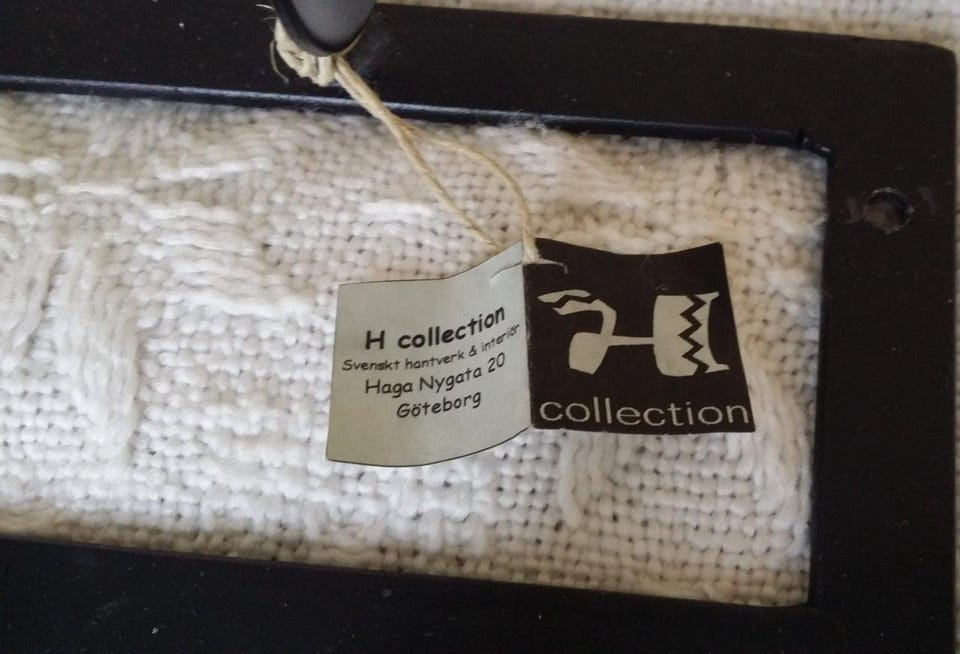 H collection
Svenskt hantverk & interiör
Haga Nygata 20
Göteborg
H
collection